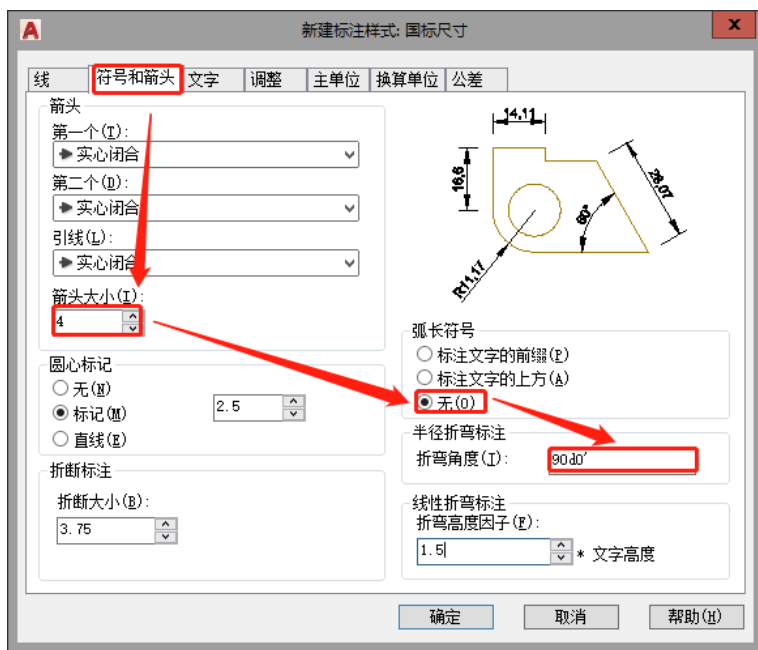 新建标注样式: 国标尺寸
线 符号和箭头 文字 调整 主单位 换算单位 公差
箭头
第一个(T):
实心闭合
第二个(D):
实心闭合
引线(L):
实心闭合
箭头大小(I):
4
圆心标记
无(N)
标记(M)
2.5
直线(E)
折断标注
折断大小(B):
3.75
14,11
16,6
28,07
60°
R11,17
弧长符号
标注文字的前缀(P)
标注文字的上方(A)
无(O)
半径折弯标注
折弯角度(J):
90d0'
线性折弯标注
折弯高度因子(F):
1.5
* 文字高度
确定 取消 帮助(H)